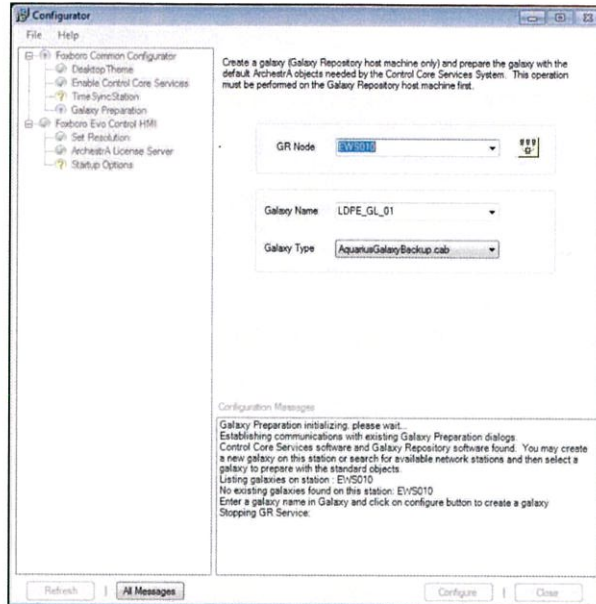 Configurator
File Help
Foxboro Common Configurator
Desktop Theme
Enable Control Core Services
Time Sync Station
Galaxy Preparation
Foxboro Evo Control HMI
Set Resolution
ArchestrA License Server
Startup Options
Create a galaxy (Galaxy Repository host machine only) and prepare the galaxy with the
default ArchestrA objects needed by the Control Core Services System. This operation
must be performed on the Galaxy Repository host machine first.
GR Node EWS010
Galaxy Name LDPE_GL_01
Galaxy Type AquariusGalaxyBackup.cab
Configuration Messages
Galaxy Preparation initializing, please wait...
Establishing communications with existing Galaxy Preparation dialogs.
Control Core Services software and Galaxy Repository software found. You may create
a new galaxy on this station or search for available network stations and then select a
galaxy to prepare with the standard objects.
Listing galaxies on station : EWS010
No existing galaxies found on this station: EWS010
Enter a galaxy name in Galaxy and click on configure button to create a galaxy
Stopping GR Service:
Refresh | All Messages Configure | Close